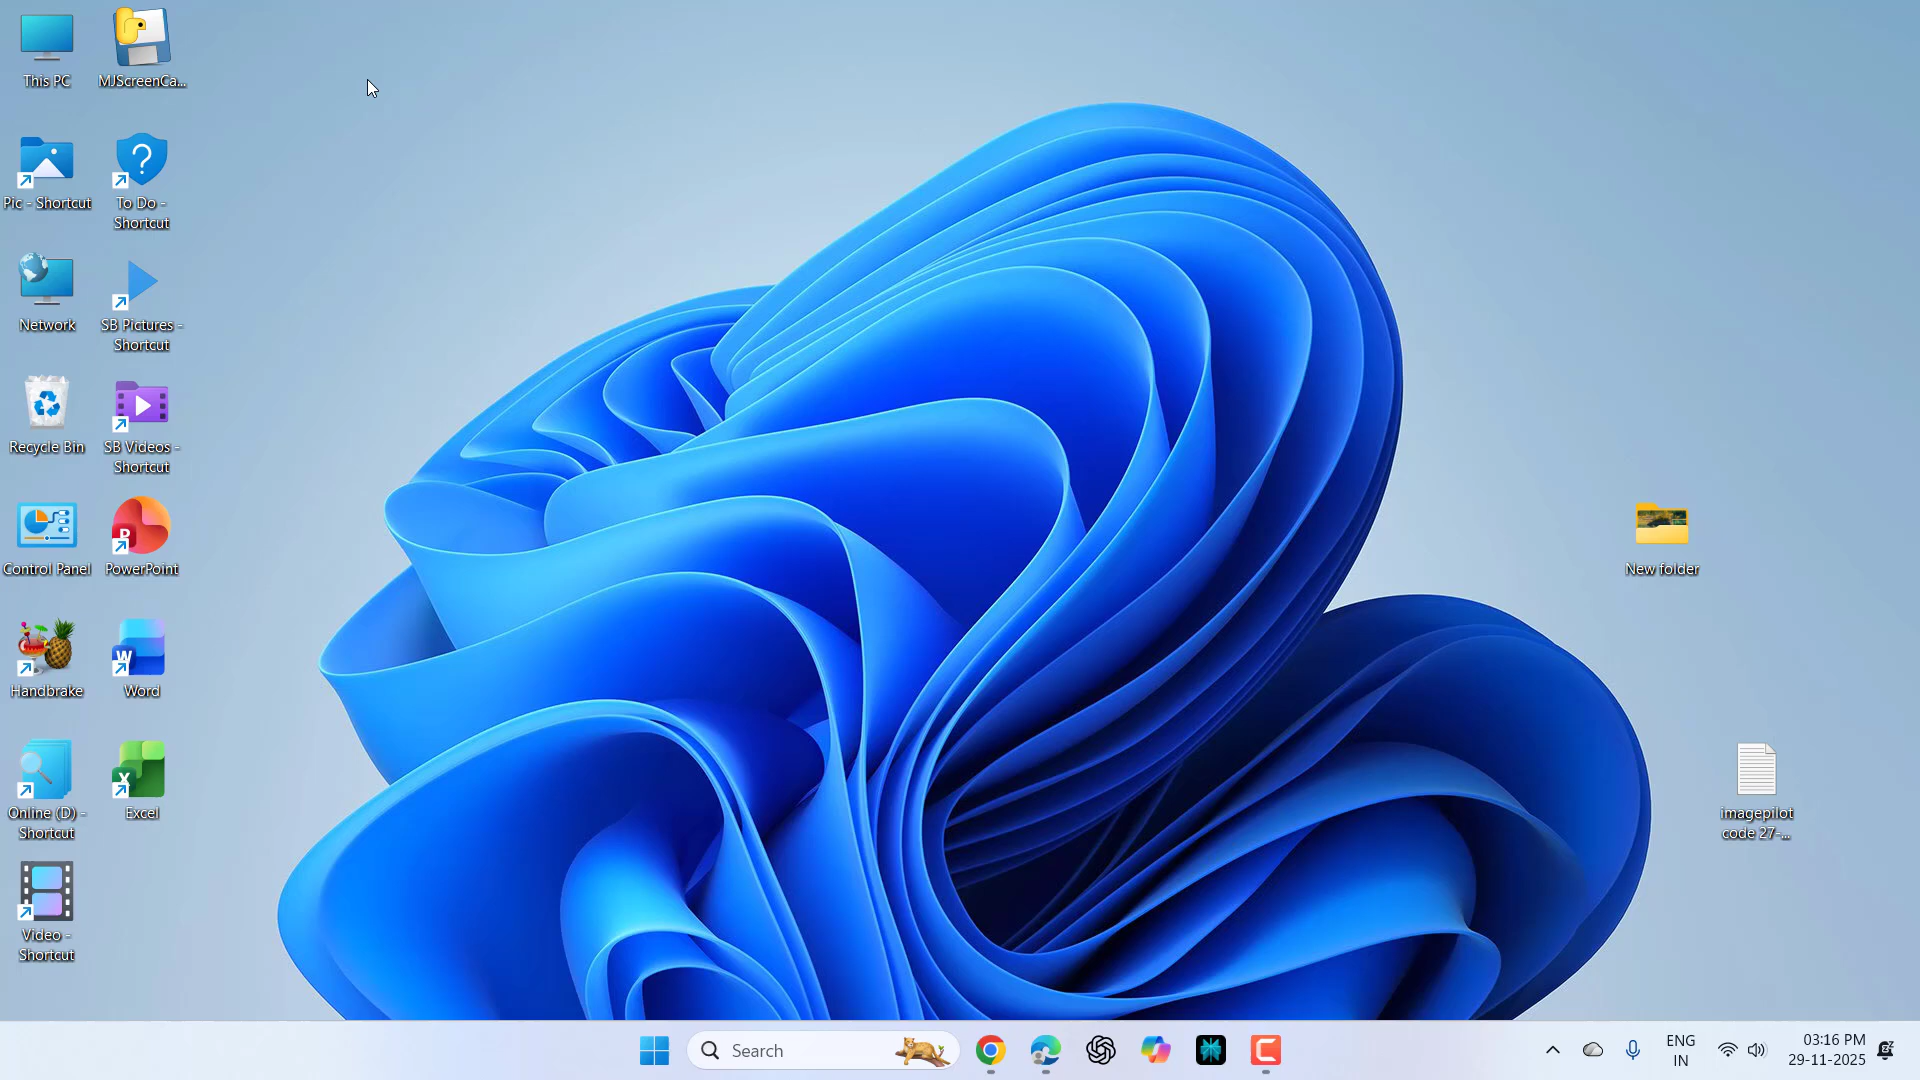 This PC
MJScreenCa...
Pic - Shortcut
To Do -
Shortcut
Network
SB Pictures -
Shortcut
Recycle Bin
SB Videos -
Shortcut
Control Panel
PowerPoint
Handbrake
Word
Online (D) -
Shortcut
Excel
Video -
Shortcut
New folder
imagepilot
code 27-...
Search
ENG
IN
03:16 PM
29-11-2025